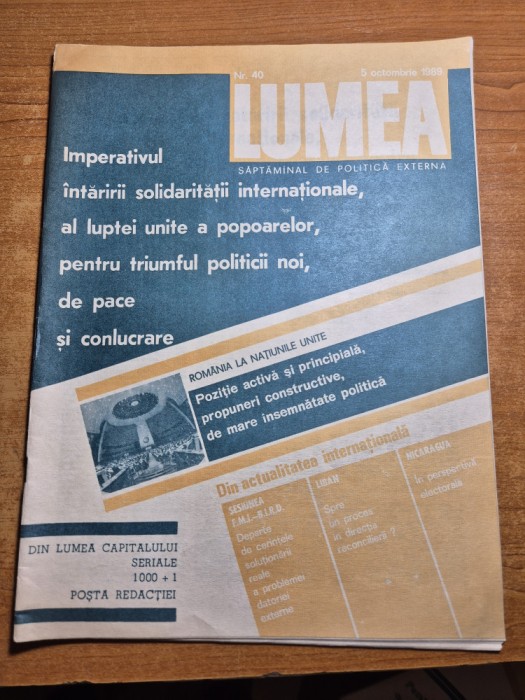 Nr. 40
5 octombrie 1989
LUMEA
SĂPTĂMÎNAL DE POLITICĂ EXTERNĂ
Imperativul
întăririi solidarității internaționale,
al luptei unite a popoarelor,
pentru triumful politicii noi,
de pace
și conlucrare
ROMÂNIA LA NAȚIUNILE UNITE
Poziție activă și principială,
propuneri constructive,
de mare însemnătate politică
Din actualitatea internațională
SESIUNEA
F.M.I.—B.I.R.D.
Departe
de cerințele
soluționării
reale
a problemei
datoriei
externe
LIBAN
Spre
un proces
în direcția
reconcilierii ?
NICARAGUA
În perspectivă
electorală
DIN LUMEA CAPITALULUI
SERIALE
1000 + 1
POȘTA REDACȚIEI